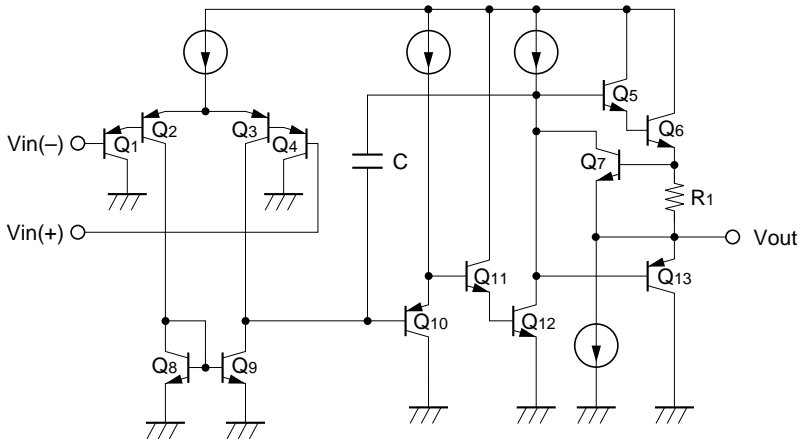 Q5
Q6
Q2
Q3
Vin(–)
Q1
Q4
Q7
C
R1
Vin(+)
Vout
Q11
Q13
Q10
Q12
Q8
Q9